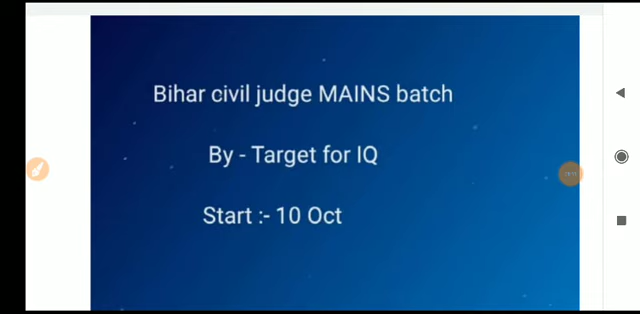 Bihar civil judge MAINS batch
By - Target for IQ
Start :- 10 Oct